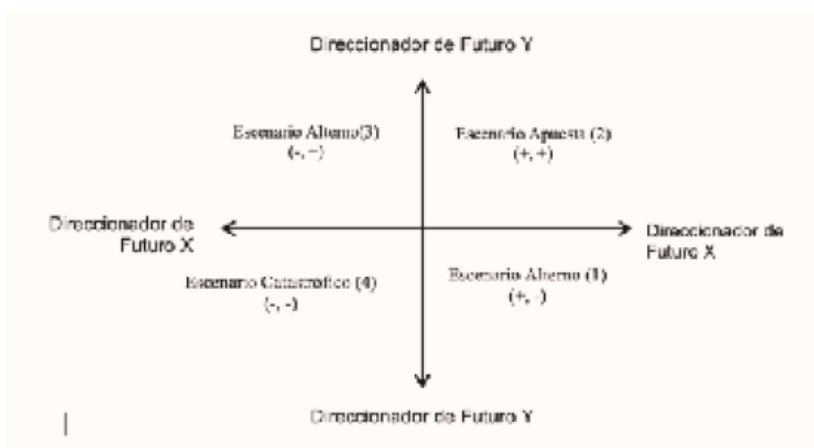 Direccionador de Futuro Y
Escenario Alterno(3)
(-, +)
Escenario Apuesta (2)
(+, +)
Direccionador de
Futuro X
Direccionador de
Futuro X
Escenario Catastrófico (4)
(-, -)
Escenario Alterno (1)
(+, -)
Direccionador de Futuro Y